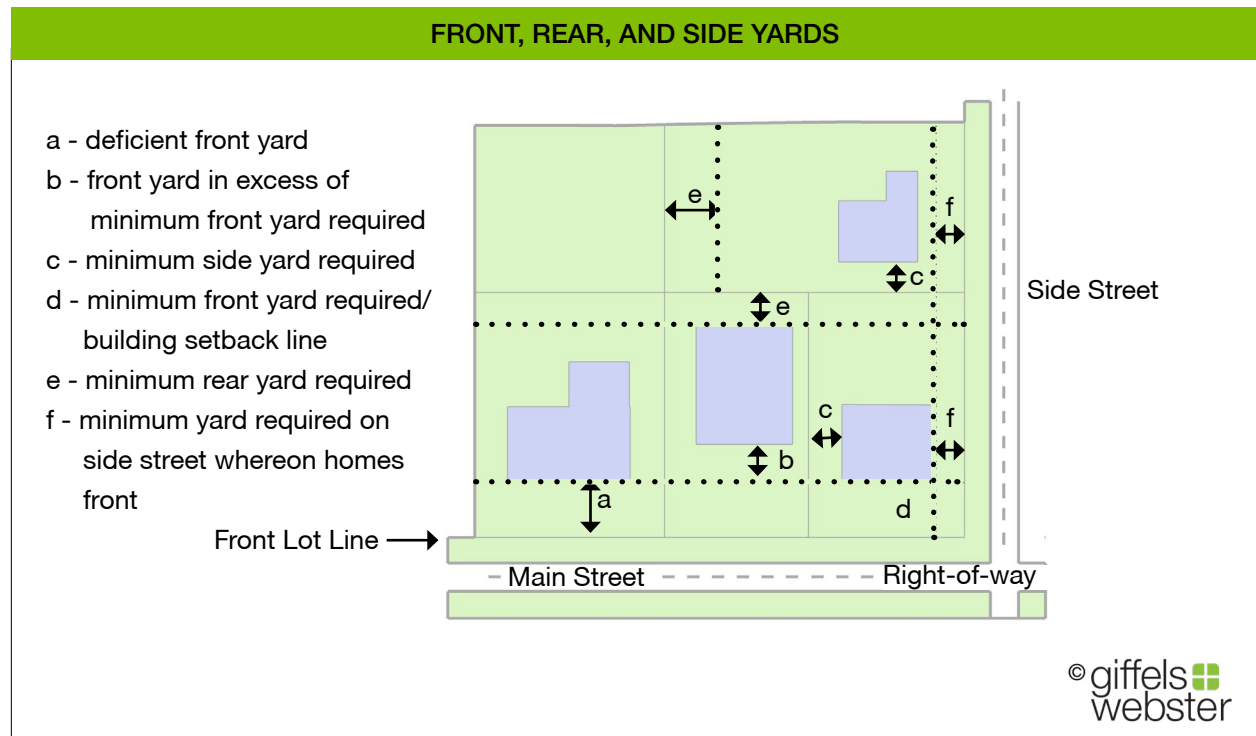 FRONT, REAR, AND SIDE YARDS
a - deficient front yard
b - front yard in excess of
minimum front yard required
c - minimum side yard required
d - minimum front yard required/
building setback line
e - minimum rear yard required
f - minimum yard required on
side street whereon homes
front
Front Lot Line
e
f
c
Side Street
e
c
f
b
a
d
Main Street
Right-of-way
© giffels
webster